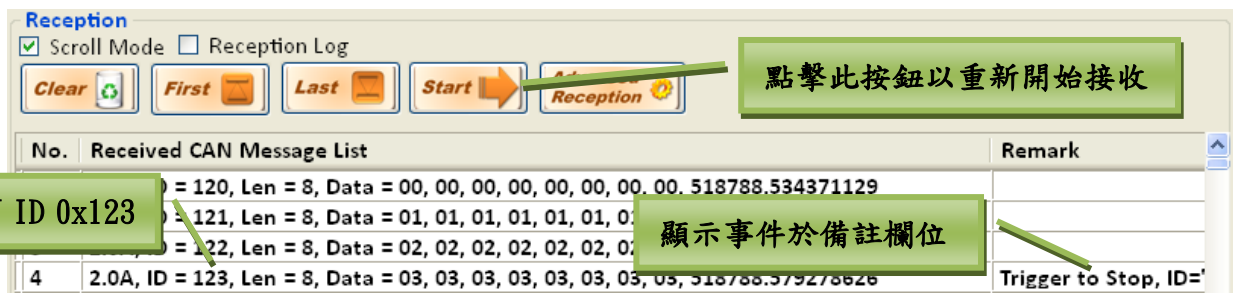 Reception
Scroll Mode Reception Log
Clear First Last Start Reception
點擊此按鈕以重新開始接收
No. Received CAN Message List Remark
= 120, Len = 8, Data = 00, 00, 00, 00, 00, 00, 00, 00, 518788.534371129
ID 0x123
= 121, Len = 8, Data = 01, 01, 01, 01, 01, 01,
顯示事件於備註欄位
= 122, Len = 8, Data = 02, 02, 02, 02, 02, 02,
4 2.0A, ID = 123, Len = 8, Data = 03, 03, 03, 03, 03, 03, 03, 03, 518788.579278626 Trigger to Stop, ID=